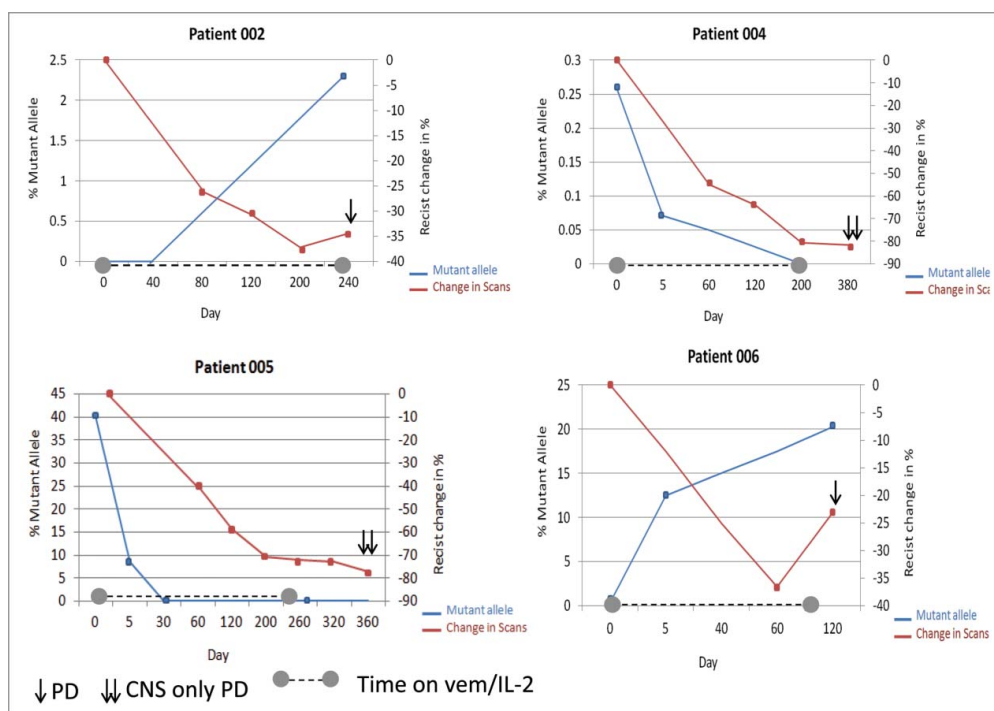 Patient 002
% Mutant Allele
2.5
2
1.5
1
0.5
0
0
-5
-10
-15
-20
-25
-30
-35
-40
Recist change in %
0 40 80 120 200 240
Day
Mutant allele
Change in Scans
Patient 004
% Mutant Allele
0.3
0.25
0.2
0.15
0.1
0.05
0
0
-10
-20
-30
-40
-50
-60
-70
-80
-90
Recist change in %
0 5 60 120 200 380
Day
Mutant allele
Change in Sca
Patient 005
% Mutant Allele
45
40
35
30
25
20
15
10
5
0
0
-10
-20
-30
-40
-50
-60
-70
-80
-90
Recist change in %
0 5 30 60 120 200 260 320 360
Day
Mutant allele
Change in Scans
Patient 006
% Mutant Allele
25
20
15
10
5
0
0
-5
-10
-15
-20
-25
-30
-35
-40
Recist change in %
0 5 40 60 120
Day
Mutant allele
Change in Scans
PD
CNS only PD
Time on vem/IL-2